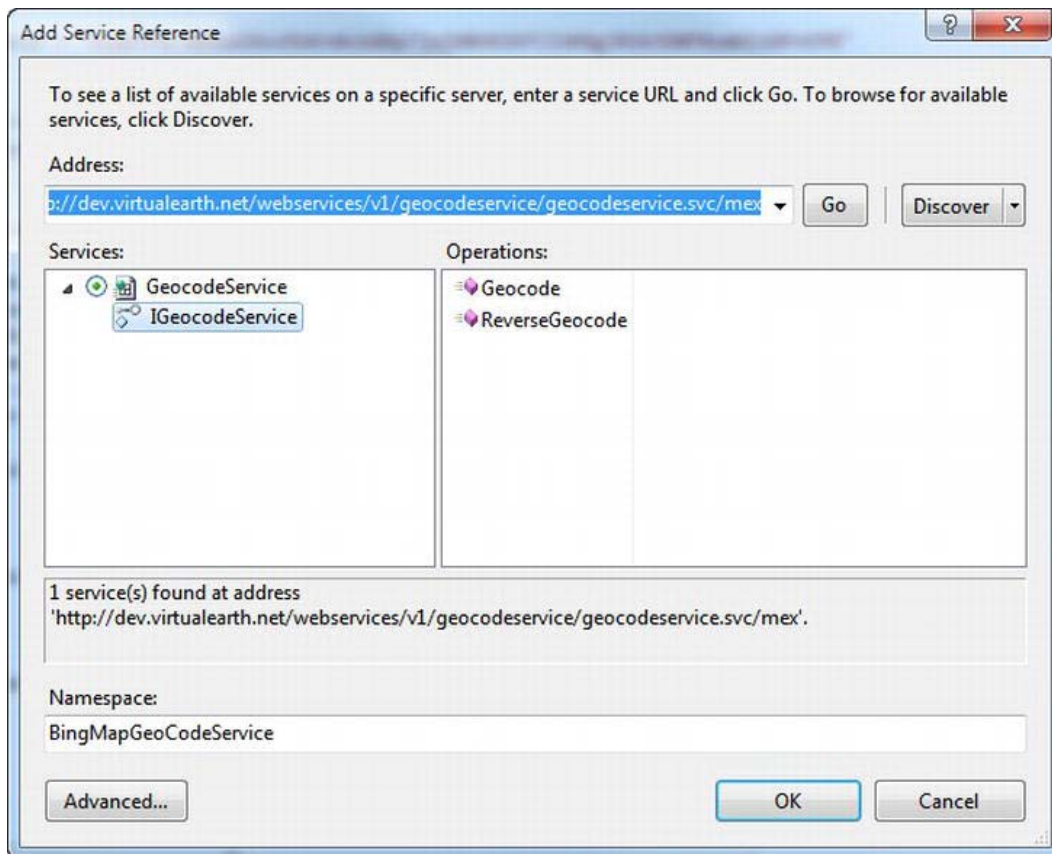 Add Service Reference
To see a list of available services on a specific server, enter a service URL and click Go. To browse for available
services, click Discover.
Address:
://dev.virtualearth.net/webservices/v1/geocodeservice/geocodeservice.svc/mex
Go
Discover
Services:
Operations:
GeocodeService
IGeocodeService
Geocode
ReverseGeocode
1 service(s) found at address
'http://dev.virtualearth.net/webservices/v1/geocodeservice/geocodeservice.svc/mex'.
Namespace:
BingMapGeoCodeService
Advanced...
OK
Cancel